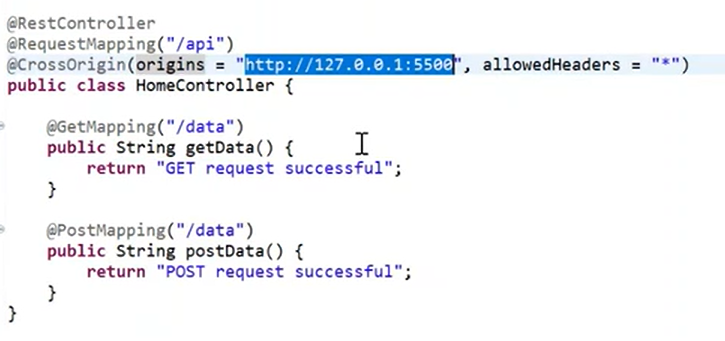 @RestController
@RequestMapping("/api")
@CrossOrigin(origins = "http://127.0.0.1:5500", allowedHeaders = "*")
public class HomeController {
@GetMapping("/data")
public String getData() {
return "GET request successful";
}
@PostMapping("/data")
public String postData() {
return "POST request successful";
}
}